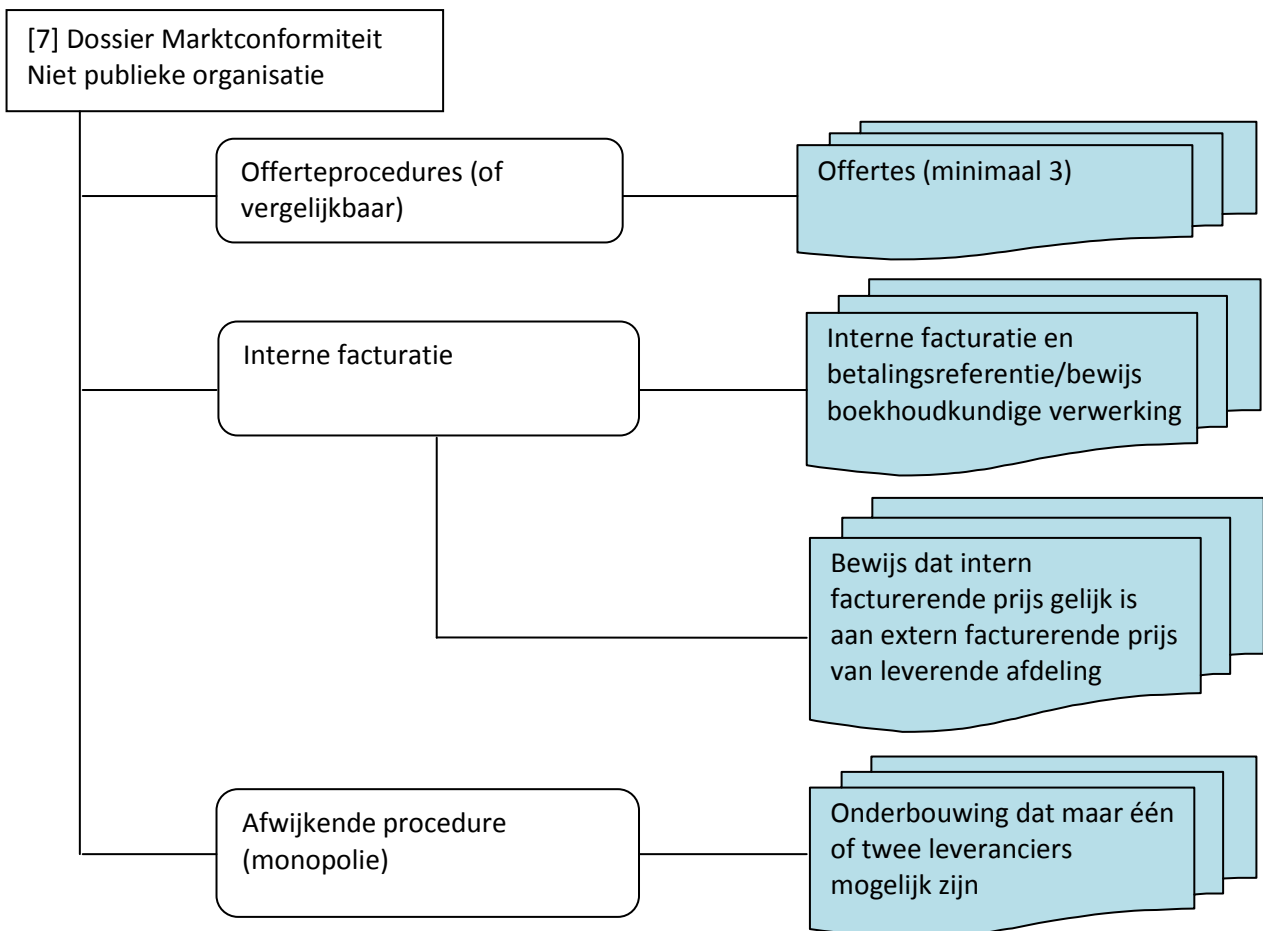 [7] Dossier Marktconformiteit
Niet publieke organisatie
Offerteprocedures (of
vergelijkbaar)
Offertes (minimaal 3)
Interne facturatie
Interne facturatie en
betalingsreferentie/bewijs
boekhoudkundige verwerking
Bewijs dat intern
facturerende prijs gelijk is
aan extern facturerende prijs
van leverende afdeling
Afwijkende procedure
(monopolie)
Onderbouwing dat maar één
of twee leveranciers
mogelijk zijn